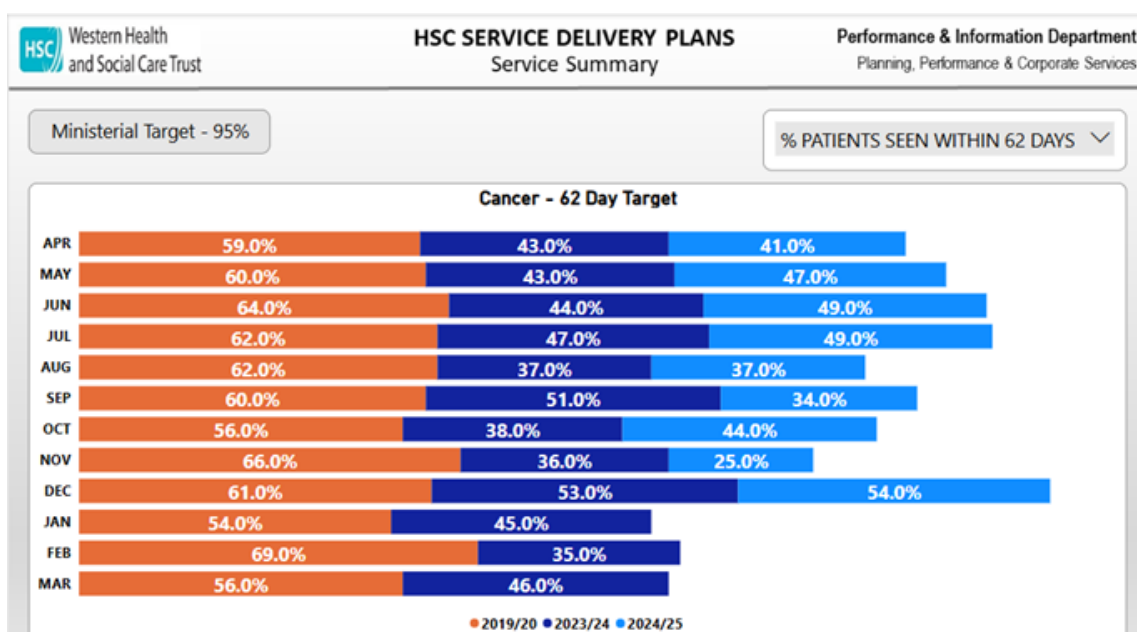 HSC Western Health and Social Care Trust
HSC SERVICE DELIVERY PLANS
Service Summary
Performance & Information Department
Planning, Performance & Corporate Services
Ministerial Target - 95%
% PATIENTS SEEN WITHIN 62 DAYS
Cancer - 62 Day Target
APR 59.0% 43.0% 41.0%
MAY 60.0% 43.0% 47.0%
JUN 64.0% 44.0% 49.0%
JUL 62.0% 47.0% 49.0%
AUG 62.0% 37.0% 37.0%
SEP 60.0% 51.0% 34.0%
OCT 56.0% 38.0% 44.0%
NOV 66.0% 36.0% 25.0%
DEC 61.0% 53.0% 54.0%
JAN 54.0% 45.0%
FEB 69.0% 35.0%
MAR 56.0% 46.0%
2019/20 2023/24 2024/25